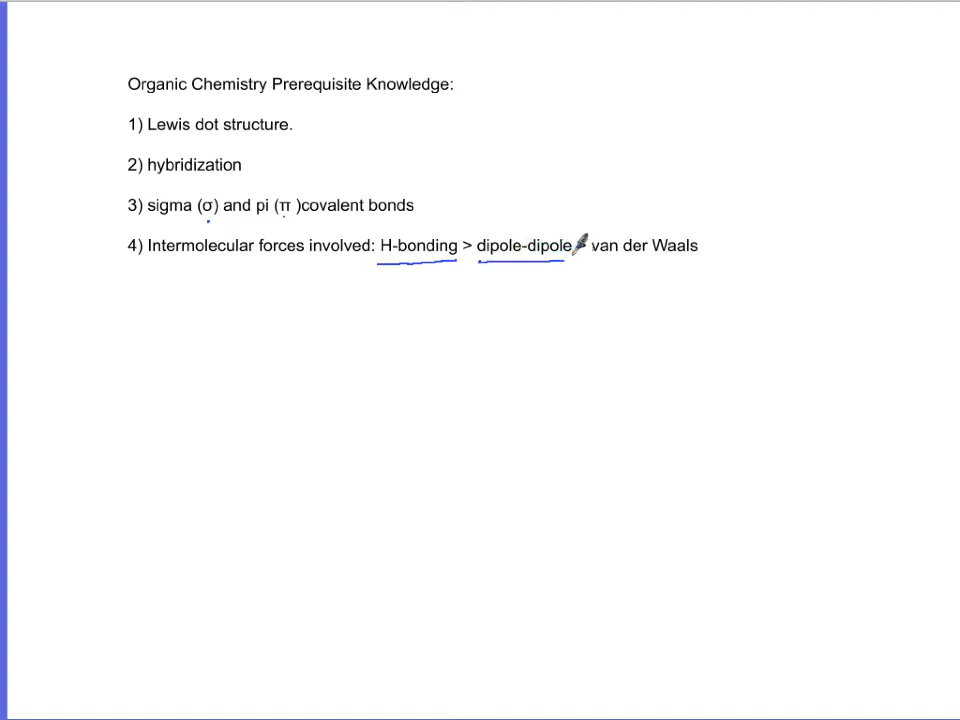 Organic Chemistry Prerequisite Knowledge:
1) Lewis dot structure.
2) hybridization
3) sigma (σ) and pi (π )covalent bonds
4) Intermolecular forces involved: H-bonding > dipole-dipole van der Waals